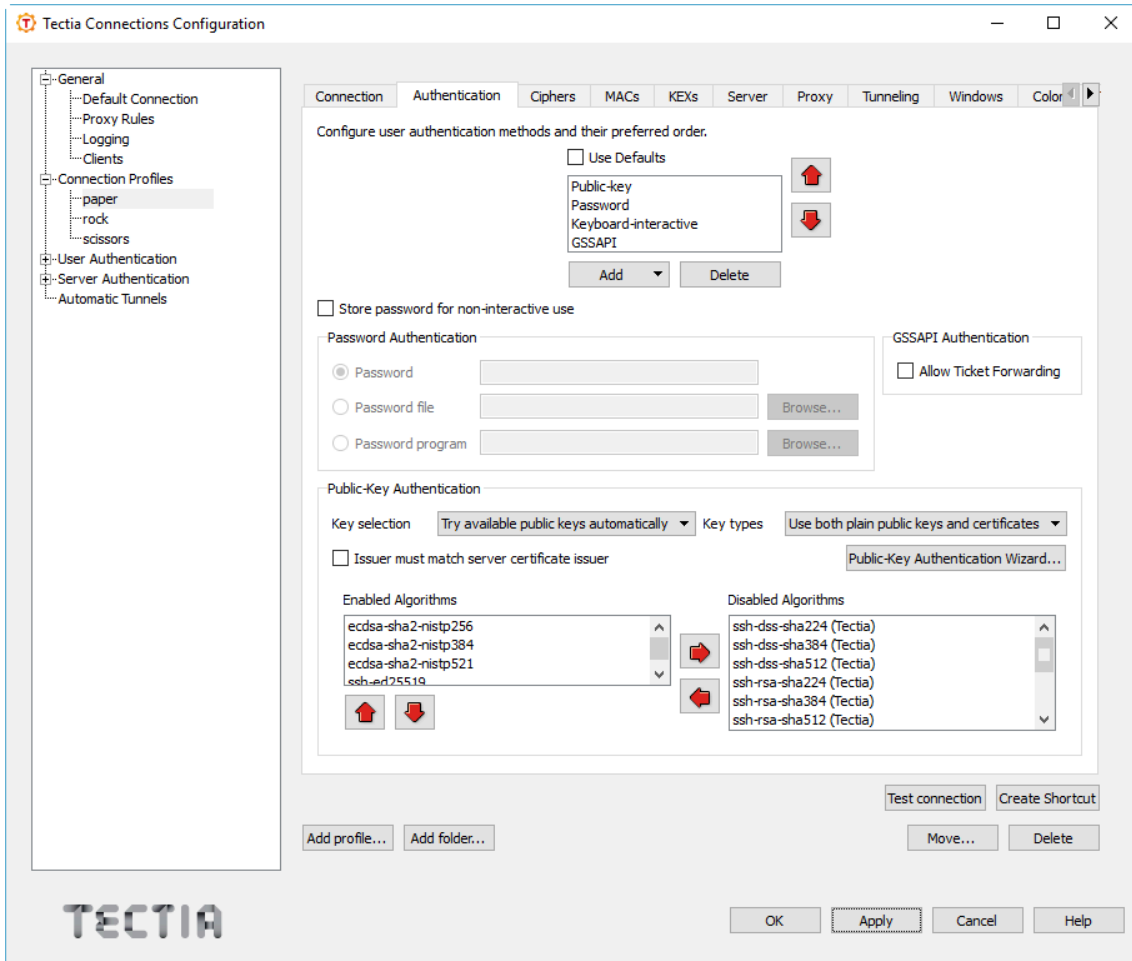 Tectia Connections Configuration
General
Default Connection
Proxy Rules
Logging
Clients
Connection Profiles
paper
rock
scissors
User Authentication
Server Authentication
Automatic Tunnels
Connection Authentication Ciphers MACs KEXs Server Proxy Tunneling Windows Color
Configure user authentication methods and their preferred order.
Use Defaults
Public-key
Password
Keyboard-interactive
GSSAPI
Add Delete
Store password for non-interactive use
Password Authentication
Password
Password file Browse...
Password program Browse...
GSSAPI Authentication
Allow Ticket Forwarding
Public-Key Authentication
Key selection Try available public keys automatically Key types Use both plain public keys and certificates
Issuer must match server certificate issuer Public-Key Authentication Wizard...
Enabled Algorithms
ecdsa-sha2-nistp256
ecdsa-sha2-nistp384
ecdsa-sha2-nistp521
ssh-ed25519
Disabled Algorithms
ssh-dss-sha224 (Tectia)
ssh-dss-sha384 (Tectia)
ssh-dss-sha512 (Tectia)
ssh-rsa-sha224 (Tectia)
ssh-rsa-sha384 (Tectia)
ssh-rsa-sha512 (Tectia)
Test connection Create Shortcut
Add profile... Add folder... Move... Delete
TECTIA
OK Apply Cancel Help